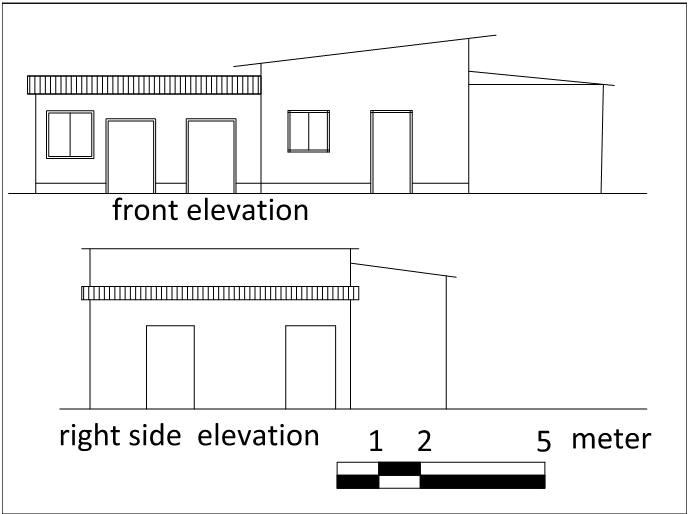 front elevation
right side elevation
1 2 5 meter